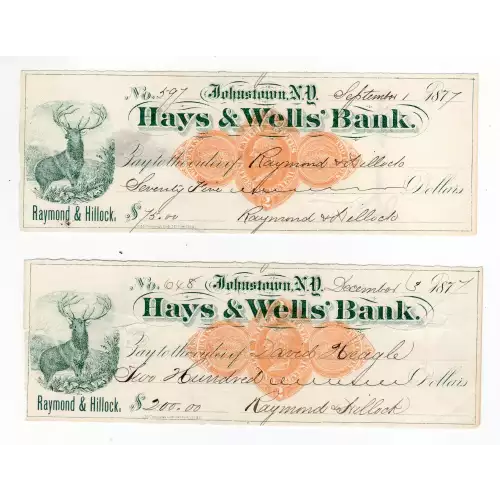 No. 597 Johnstown, N.Y. September 1 1877
Hays & Wells' Bank.
Pay to the order of Raymond & Hillock
Seventy Five Dollars
Raymond & Hillock. $75.00 Raymond & Hillock
No. 648 Johnstown, N.Y. December 1877
Hays & Wells' Bank.
Pay to the order of David Heagle
Two Hundred Dollars
Raymond & Hillock. $200.00 Raymond & Hillock